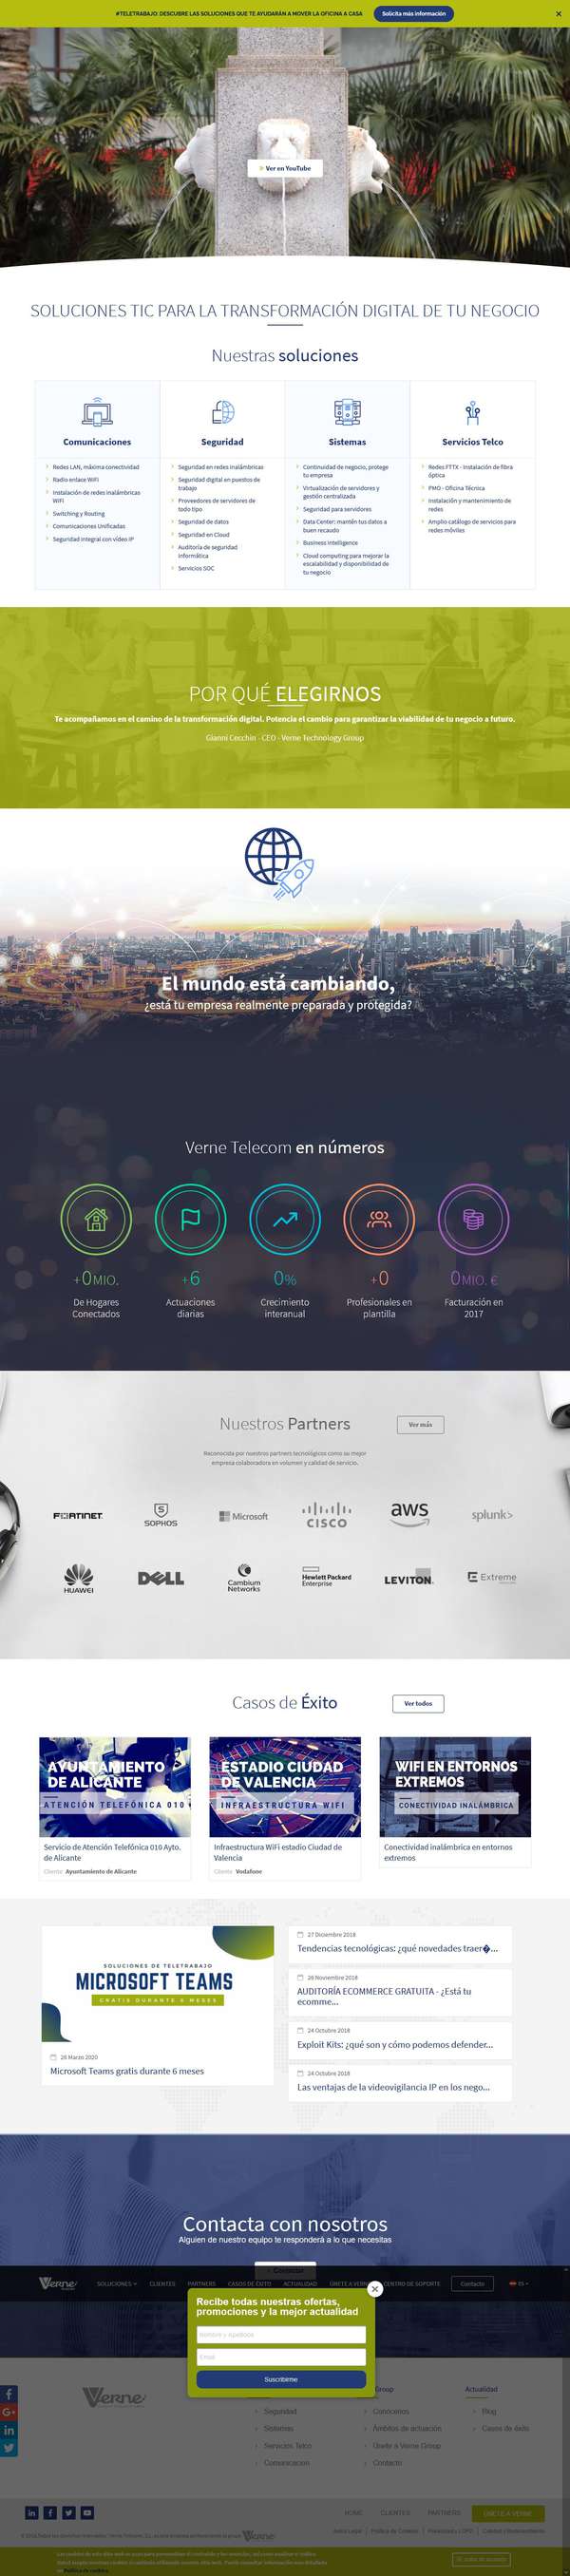 #TELETRABAJO: DESCUBRE LAS SOLUCIONES QUE TE AYUDARÁN A MOVER LA OFICINA A CASA
Solicita más información
Ver en YouTube
SOLUCIONES TIC PARA LA TRANSFORMACIÓN DIGITAL DE TU NEGOCIO
Nuestras soluciones
Comunicaciones
Redes LAN, máxima conectividad
Radio enlace WiFi
Instalación de redes inalámbricas
WIFI
Switching y Routing
Comunicaciones Unificadas
Seguridad integral con vídeo IP
Seguridad
Seguridad en redes inalámbricas
Seguridad digital en puestos de
trabajo
Proveedores de servidores de
todo tipo
Seguridad de datos
Seguridad en Cloud
Auditoría de seguridad
informática
Servicios SOC
Sistemas
Continuidad de negocio, protege
tu empresa
Virtualización de servidores y
gestión centralizada
Seguridad para servidores
Data Center: mantén tus datos a
buen recaudo
Business intelligence
Cloud computing para mejorar la
escalabilidad y disponibilidad de
tu negocio
Servicios Telco
Redes FTTX - Instalación de fibra
óptica
PMO - Oficina Técnica
Instalación y mantenimiento de
redes
Amplio catálogo de servicios para
redes móviles
POR QUÉ ELEGIRNOS
Te acompañamos en el camino de la transformación digital. Potencia el cambio para garantizar la viabilidad de tu negocio a futuro.
Gianni Cecchin - CEO - Verne Technology Group
El mundo está cambiando,
¿está tu empresa realmente preparada y protegida?
Verne Telecom en números
+0MIO.
De Hogares
Conectados
+6
Actuaciones
diarias
0%
Crecimiento
interanual
+0
Profesionales en
plantilla
0MIO. €
Facturación en
2017
Nuestros Partners
Ver más
Reconocida por nuestros partners tecnológicos como su mejor
empresa colaboradora en volumen y calidad de servicio.
FORTINET
SOPHOS
Microsoft
CISCO
aws
splunk>
HUAWEI
DELL
Cambium
Networks
Hewlett Packard
Enterprise
LEVITON
Extreme
Casos de Éxito
Ver todos
AYUNTAMIENTO
DE ALICANTE
ATENCIÓN TELEFÓNICA 010
Servicio de Atención Telefónica 010 Ayto.
de Alicante
Cliente Ayuntamiento de Alicante
ESTADIO CIUDAD
DE VALENCIA
INFRAESTRUCTURA WIFI
Infraestructura WiFi estadio Ciudad de
Valencia
Cliente Vodafone
WIFI EN ENTORNOS
EXTREMOS
CONECTIVIDAD INALÁMBRICA
Conectividad inalámbrica en entornos
extremos
SOLUCIONES DE TELETRABAJO
MICROSOFT TEAMS
GRATIS DURANTE 6 MESES
26 Marzo 2020
Microsoft Teams gratis durante 6 meses
27 Diciembre 2018
Tendencias tecnológicas: ¿qué novedades traer�...
26 Noviembre 2018
AUDITORÍA ECOMMERCE GRATUITA - ¿Está tu
ecomme...
24 Octubre 2018
Exploit Kits: ¿qué son y cómo podemos defender...
24 Octubre 2018
Las ventajas de la videovigilancia IP en los nego...
Contacta con nosotros
Alguien de nuestro equipo te responderá a lo que necesitas
Verne
SOLUCIONES
CLIENTES
PARTNERS
CASOS DE ÉXITO
ACTUALIDAD
ÚNETE A
CENTRO DE SOPORTE
Contacto
ES
Recibe todas nuestras ofertas,
promociones y la mejor actualidad
Nombre y Apellidos
Email
Suscribirme
Verne
Seguridad
Sistemas
Servicios Telco
Comunicación
Group
Conócenos
Ámbitos de actuación
Únete a Verne Group
Contacto
Actualidad
Blog
Casos de éxito
HOME
CLIENTES
PARTNERS
ÚNETE A VERNE
Aviso Legal
Política de Cookies
Verne